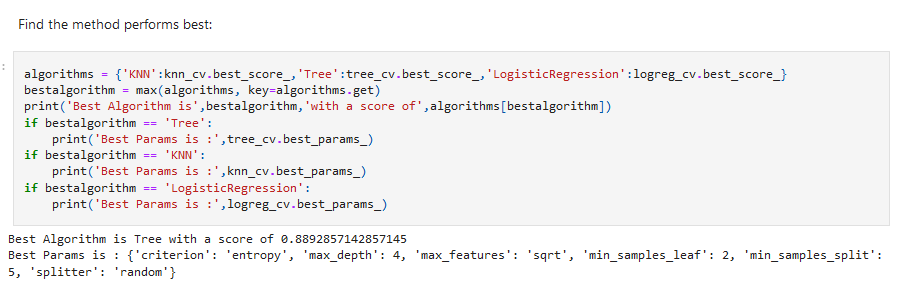 Find the method performs best:
:
algorithms = {'KNN':knn_cv.best_score_,'Tree':tree_cv.best_score_,'LogisticRegression':logreg_cv.best_score_}
bestalgorithm = max(algorithms, key=algorithms.get)
print('Best Algorithm is',bestalgorithm,'with a score of',algorithms[bestalgorithm])
if bestalgorithm == 'Tree':
    print('Best Params is :',tree_cv.best_params_)
if bestalgorithm == 'KNN':
    print('Best Params is :',knn_cv.best_params_)
if bestalgorithm == 'LogisticRegression':
    print('Best Params is :',logreg_cv.best_params_)
Best Algorithm is Tree with a score of 0.8892857142857145
Best Params is : {'criterion': 'entropy', 'max_depth': 4, 'max_features': 'sqrt', 'min_samples_leaf': 2, 'min_samples_split':
5, 'splitter': 'random'}